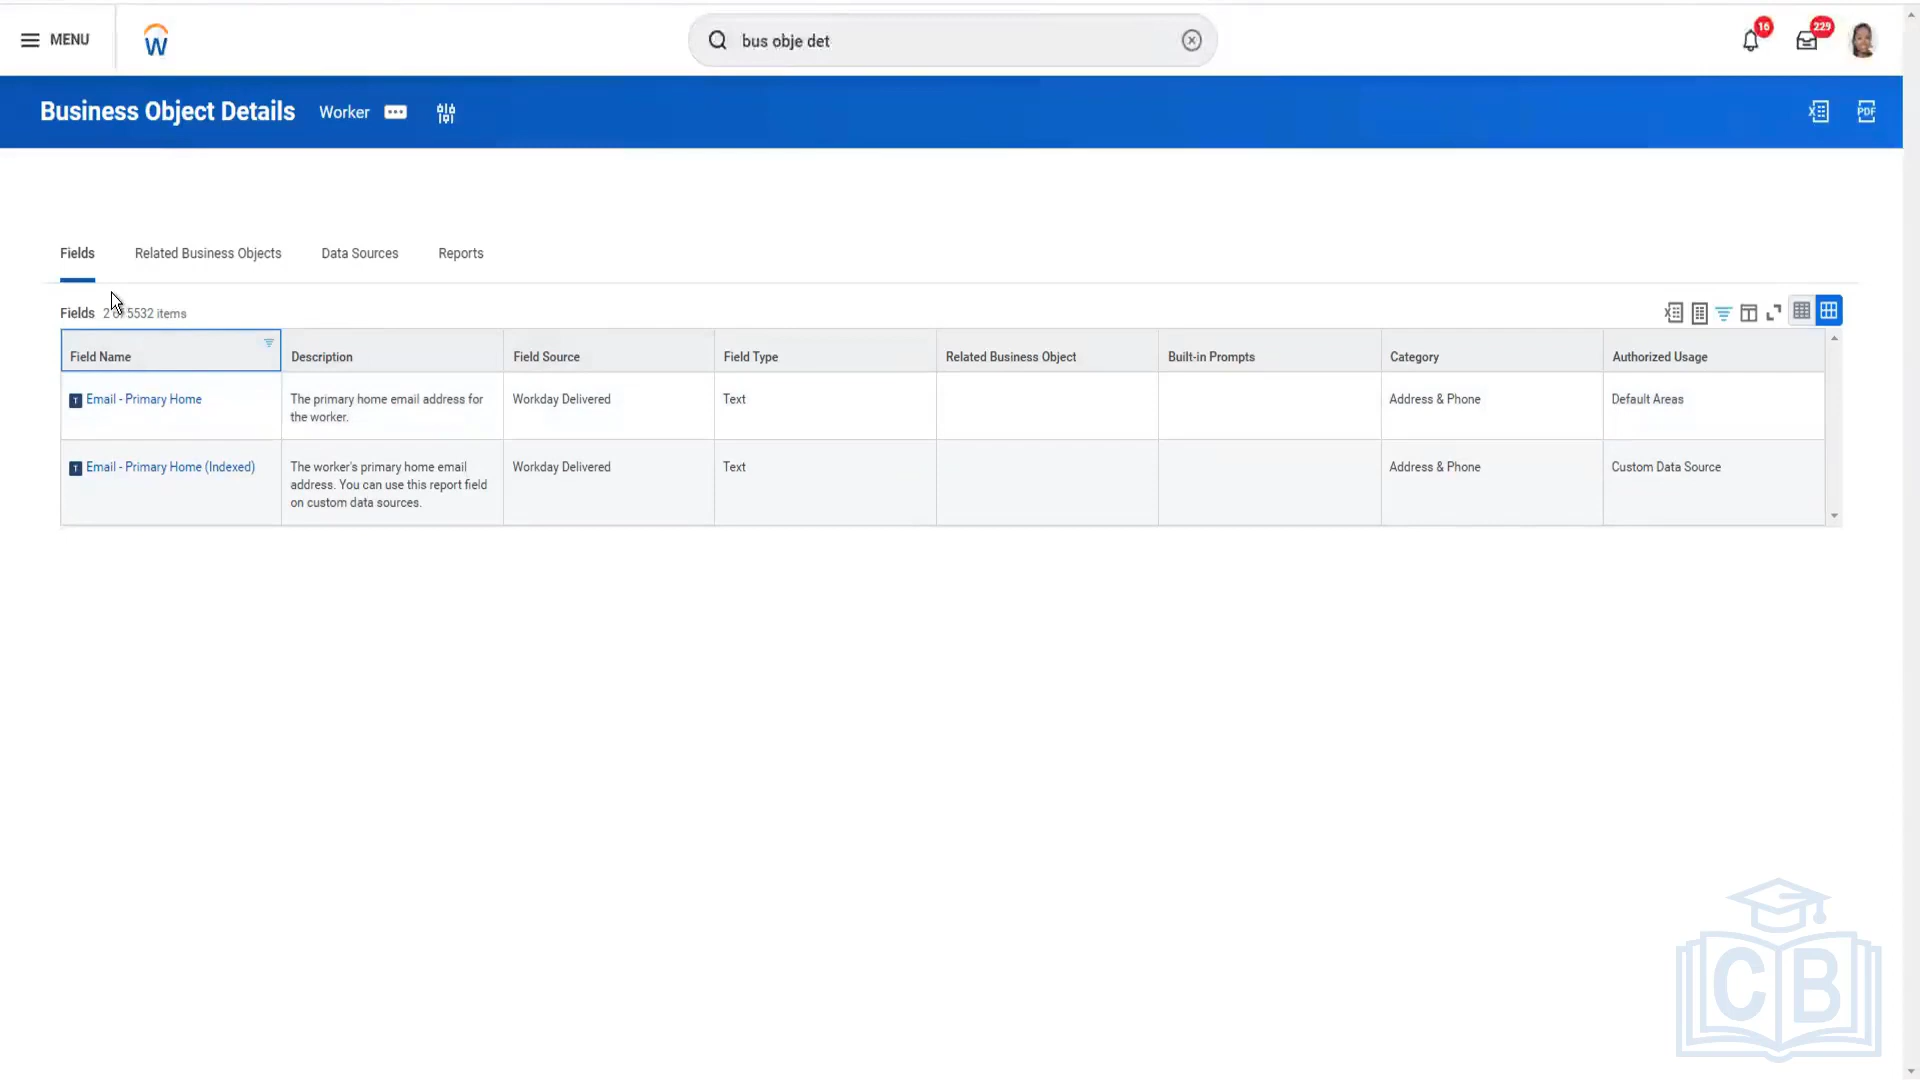 MENU
W
bus obje det
16
229
Business Object Details
Worker
PDF
Fields
Related Business Objects
Data Sources
Reports
Fields
2 of 5532 items
Field Name
Description
Field Source
Field Type
Related Business Object
Built-in Prompts
Category
Authorized Usage
T
Email - Primary Home
The primary home email address for
the worker.
Workday Delivered
Text
Address & Phone
Default Areas
T
Email - Primary Home (Indexed)
The worker's primary home email
address. You can use this report field
on custom data sources.
Workday Delivered
Text
Address & Phone
Custom Data Source
CB